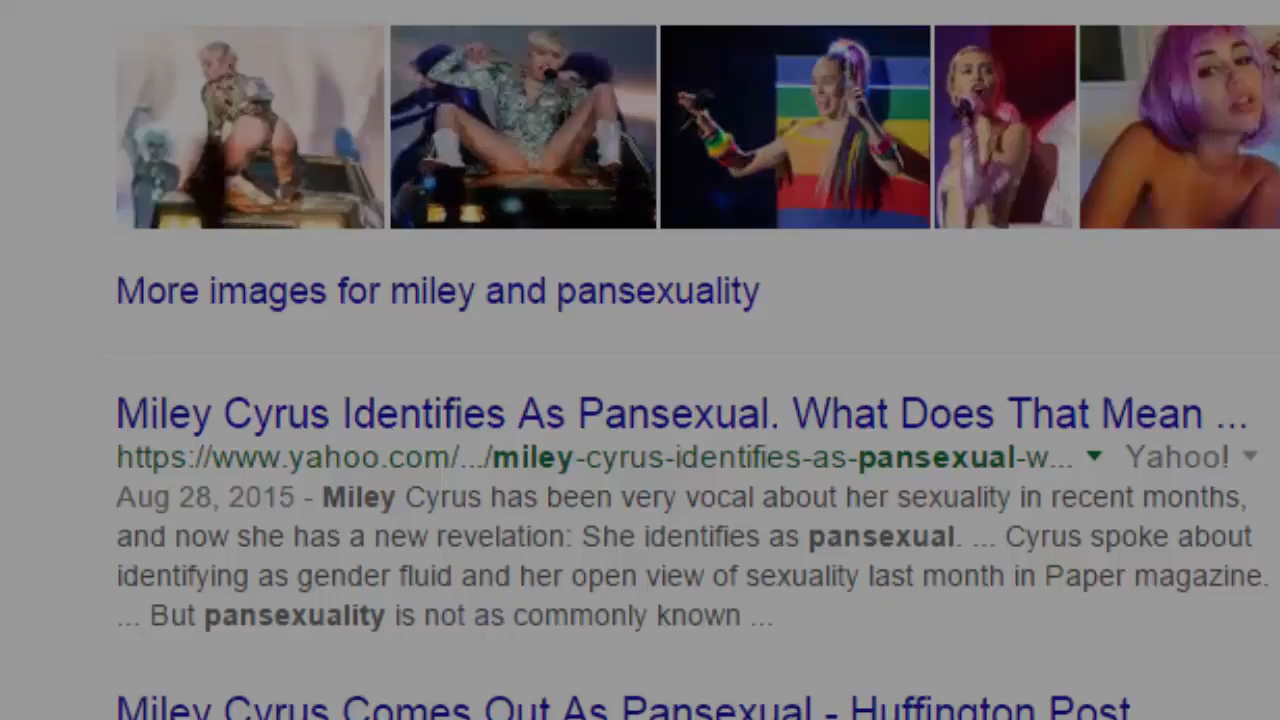 More images for miley and pansexuality
Miley Cyrus Identifies As Pansexual. What Does That Mean ...
https://www.yahoo.com/.../miley-cyrus-identifies-as-pansexual-w... Yahoo!
Aug 28, 2015 - Miley Cyrus has been very vocal about her sexuality in recent months,
and now she has a new revelation: She identifies as pansexual. ... Cyrus spoke about
identifying as gender fluid and her open view of sexuality last month in Paper magazine.
... But pansexuality is not as commonly known ...
Miley Cyrus Comes Out As Pansexual - Huffington Post